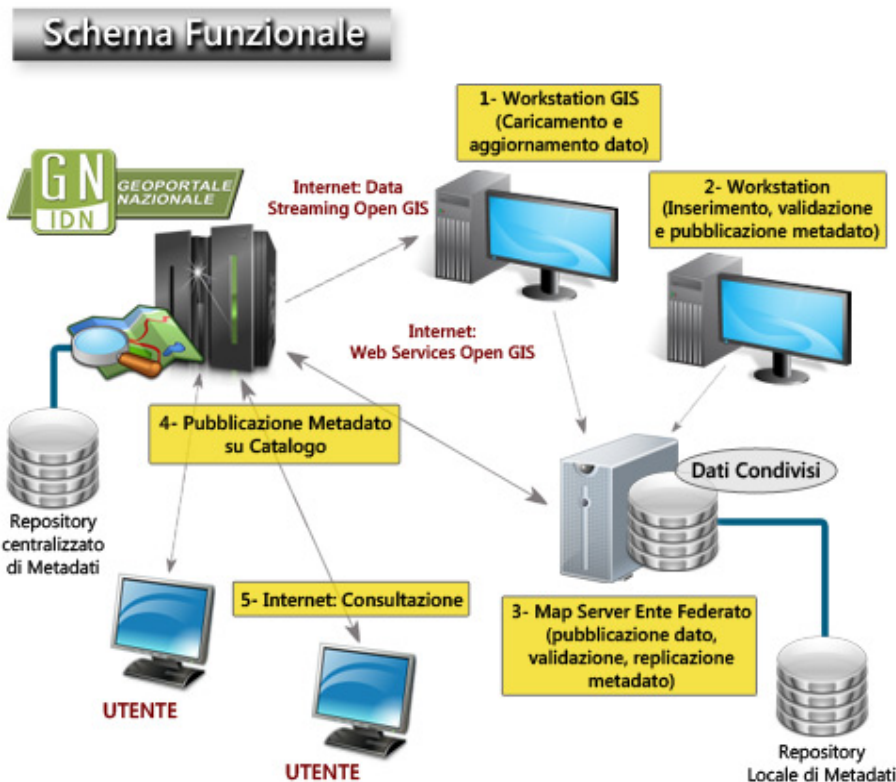 Schema Funzionale
1- Workstation GIS
(Caricamento e
aggiornamento dato)
GN
IDN
GEOPORTALE
NAZIONALE
Internet: Data
Streaming Open GIS
2- Workstation
(Inserimento, validazione
e pubblicazione metadato)
Internet:
Web Services Open GIS
4- Pubblicazione Metadato
su Catalogo
Dati Condivisi
Repository
centralizzato
di Metadati
5- Internet: Consultazione
3- Map Server Ente Federato
(pubblicazione dato,
validazione, replicazione
metadato)
UTENTE
UTENTE
Repository
Locale di Metadati